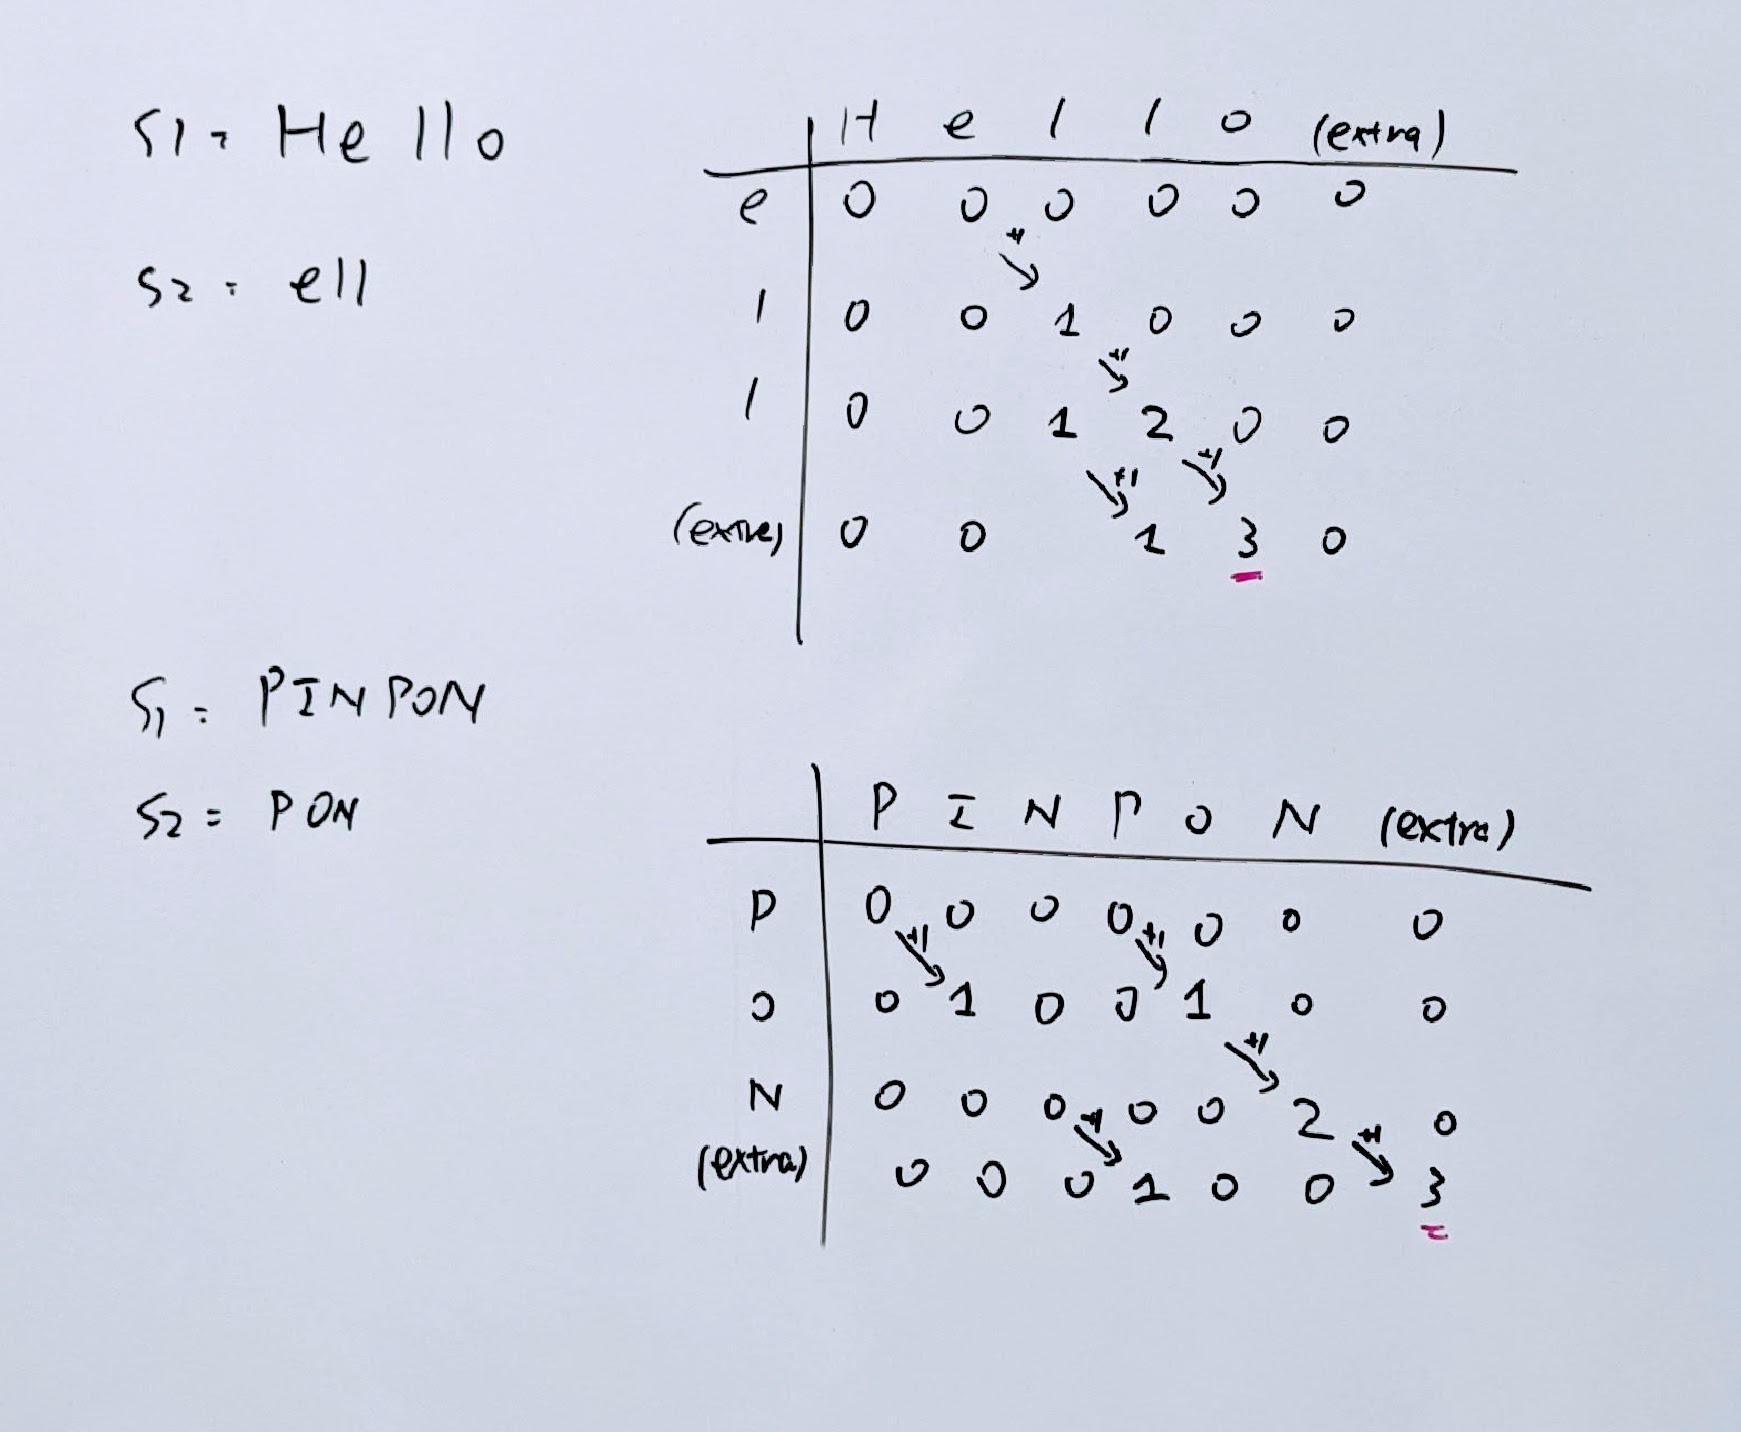 S1 = Hello
S2 = ell
H e l l o (extra)
e 0 0 0 0 0 0
+1
l 0 0 1 0 0 0
+1
l 0 0 1 2 0 0
+1 +1
(extra) 0 0 1 3 0
S1 = PINPON
S2 = PON
P I N P O N (extra)
P 0 0 0 0 0 0 0
+1 +1
O 0 1 0 0 1 0 0
+1
N 0 0 0 0 0 2 0
+1 +1
(extra) 0 0 0 1 0 0 3